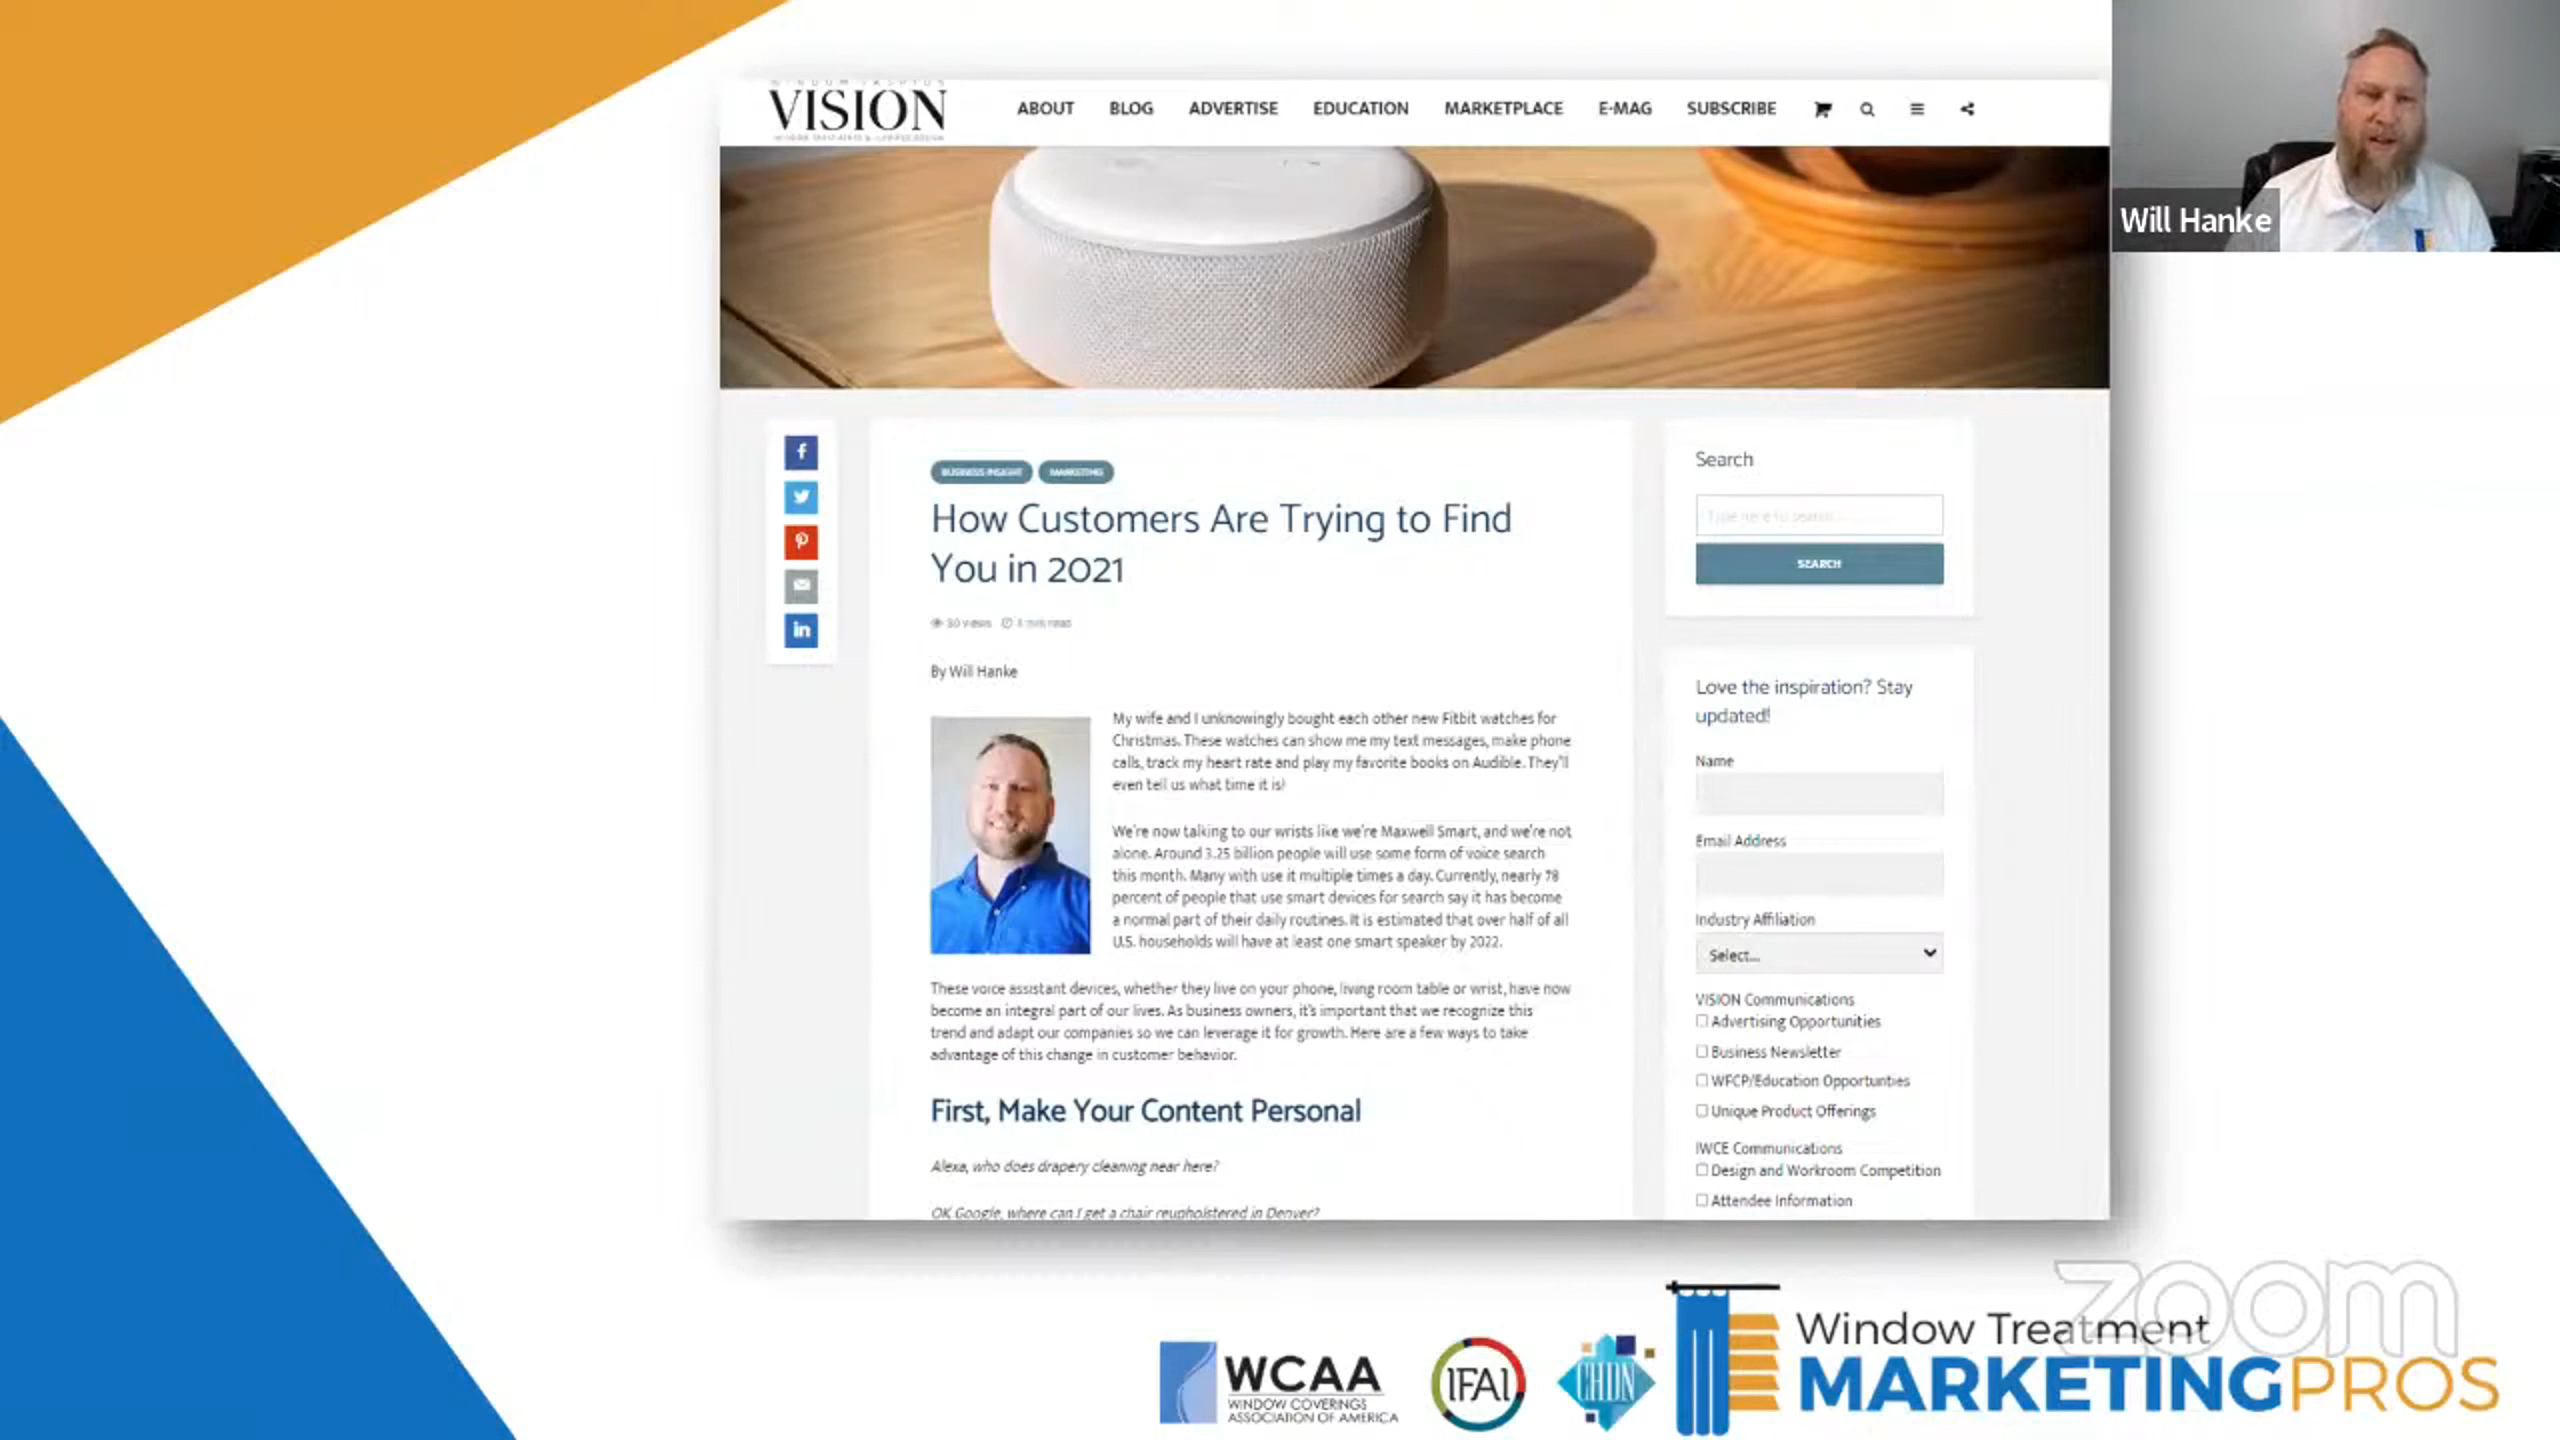 VISION
ABOUT BLOG ADVERTISE EDUCATION MARKETPLACE E-MAG SUBSCRIBE
Will Hanke
BUSINESS INSIGHT MARKETING
How Customers Are Trying to Find
You in 2021
30 views
By Will Hanke
My wife and I unknowingly bought each other new Fitbit watches for
Christmas. These watches can show me my text messages, make phone
calls, track my heart rate and play my favorite books on Audible. They'll
even tell us what time it is!
We're now talking to our wrists like we're Maxwell Smart, and we're not
alone. Around 3.25 billion people will use some form of voice search
this month. Many with use it multiple times a day. Currently, nearly 78
percent of people that use smart devices for search say it has become
a normal part of their daily routines. It is estimated that over half of all
U.S. households will have at least one smart speaker by 2022.
These voice assistant devices, whether they live on your phone, living room table or wrist, have now
become an integral part of our lives. As business owners, it's important that we recognize this
trend and adapt our companies so we can leverage it for growth. Here are a few ways to take
advantage of this change in customer behavior.
First, Make Your Content Personal
Alexa, who does drapery cleaning near here?
OK Google, where can I get a chair reupholstered in Denver?
Search
Type here to search
SEARCH
Love the inspiration? Stay
updated!
Name
Email Address
Industry Affiliation
Select...
VISION Communications
Advertising Opportunities
Business Newsletter
WFCP/Education Opportunties
Unique Product Offerings
IWCE Communications
Design and Workroom Competition
Attendee Information
WCAA
WINDOW COVERINGS
ASSOCIATION OF AMERICA
IFAI
CHDN
Window Treatment
MARKETINGPROS
zoom